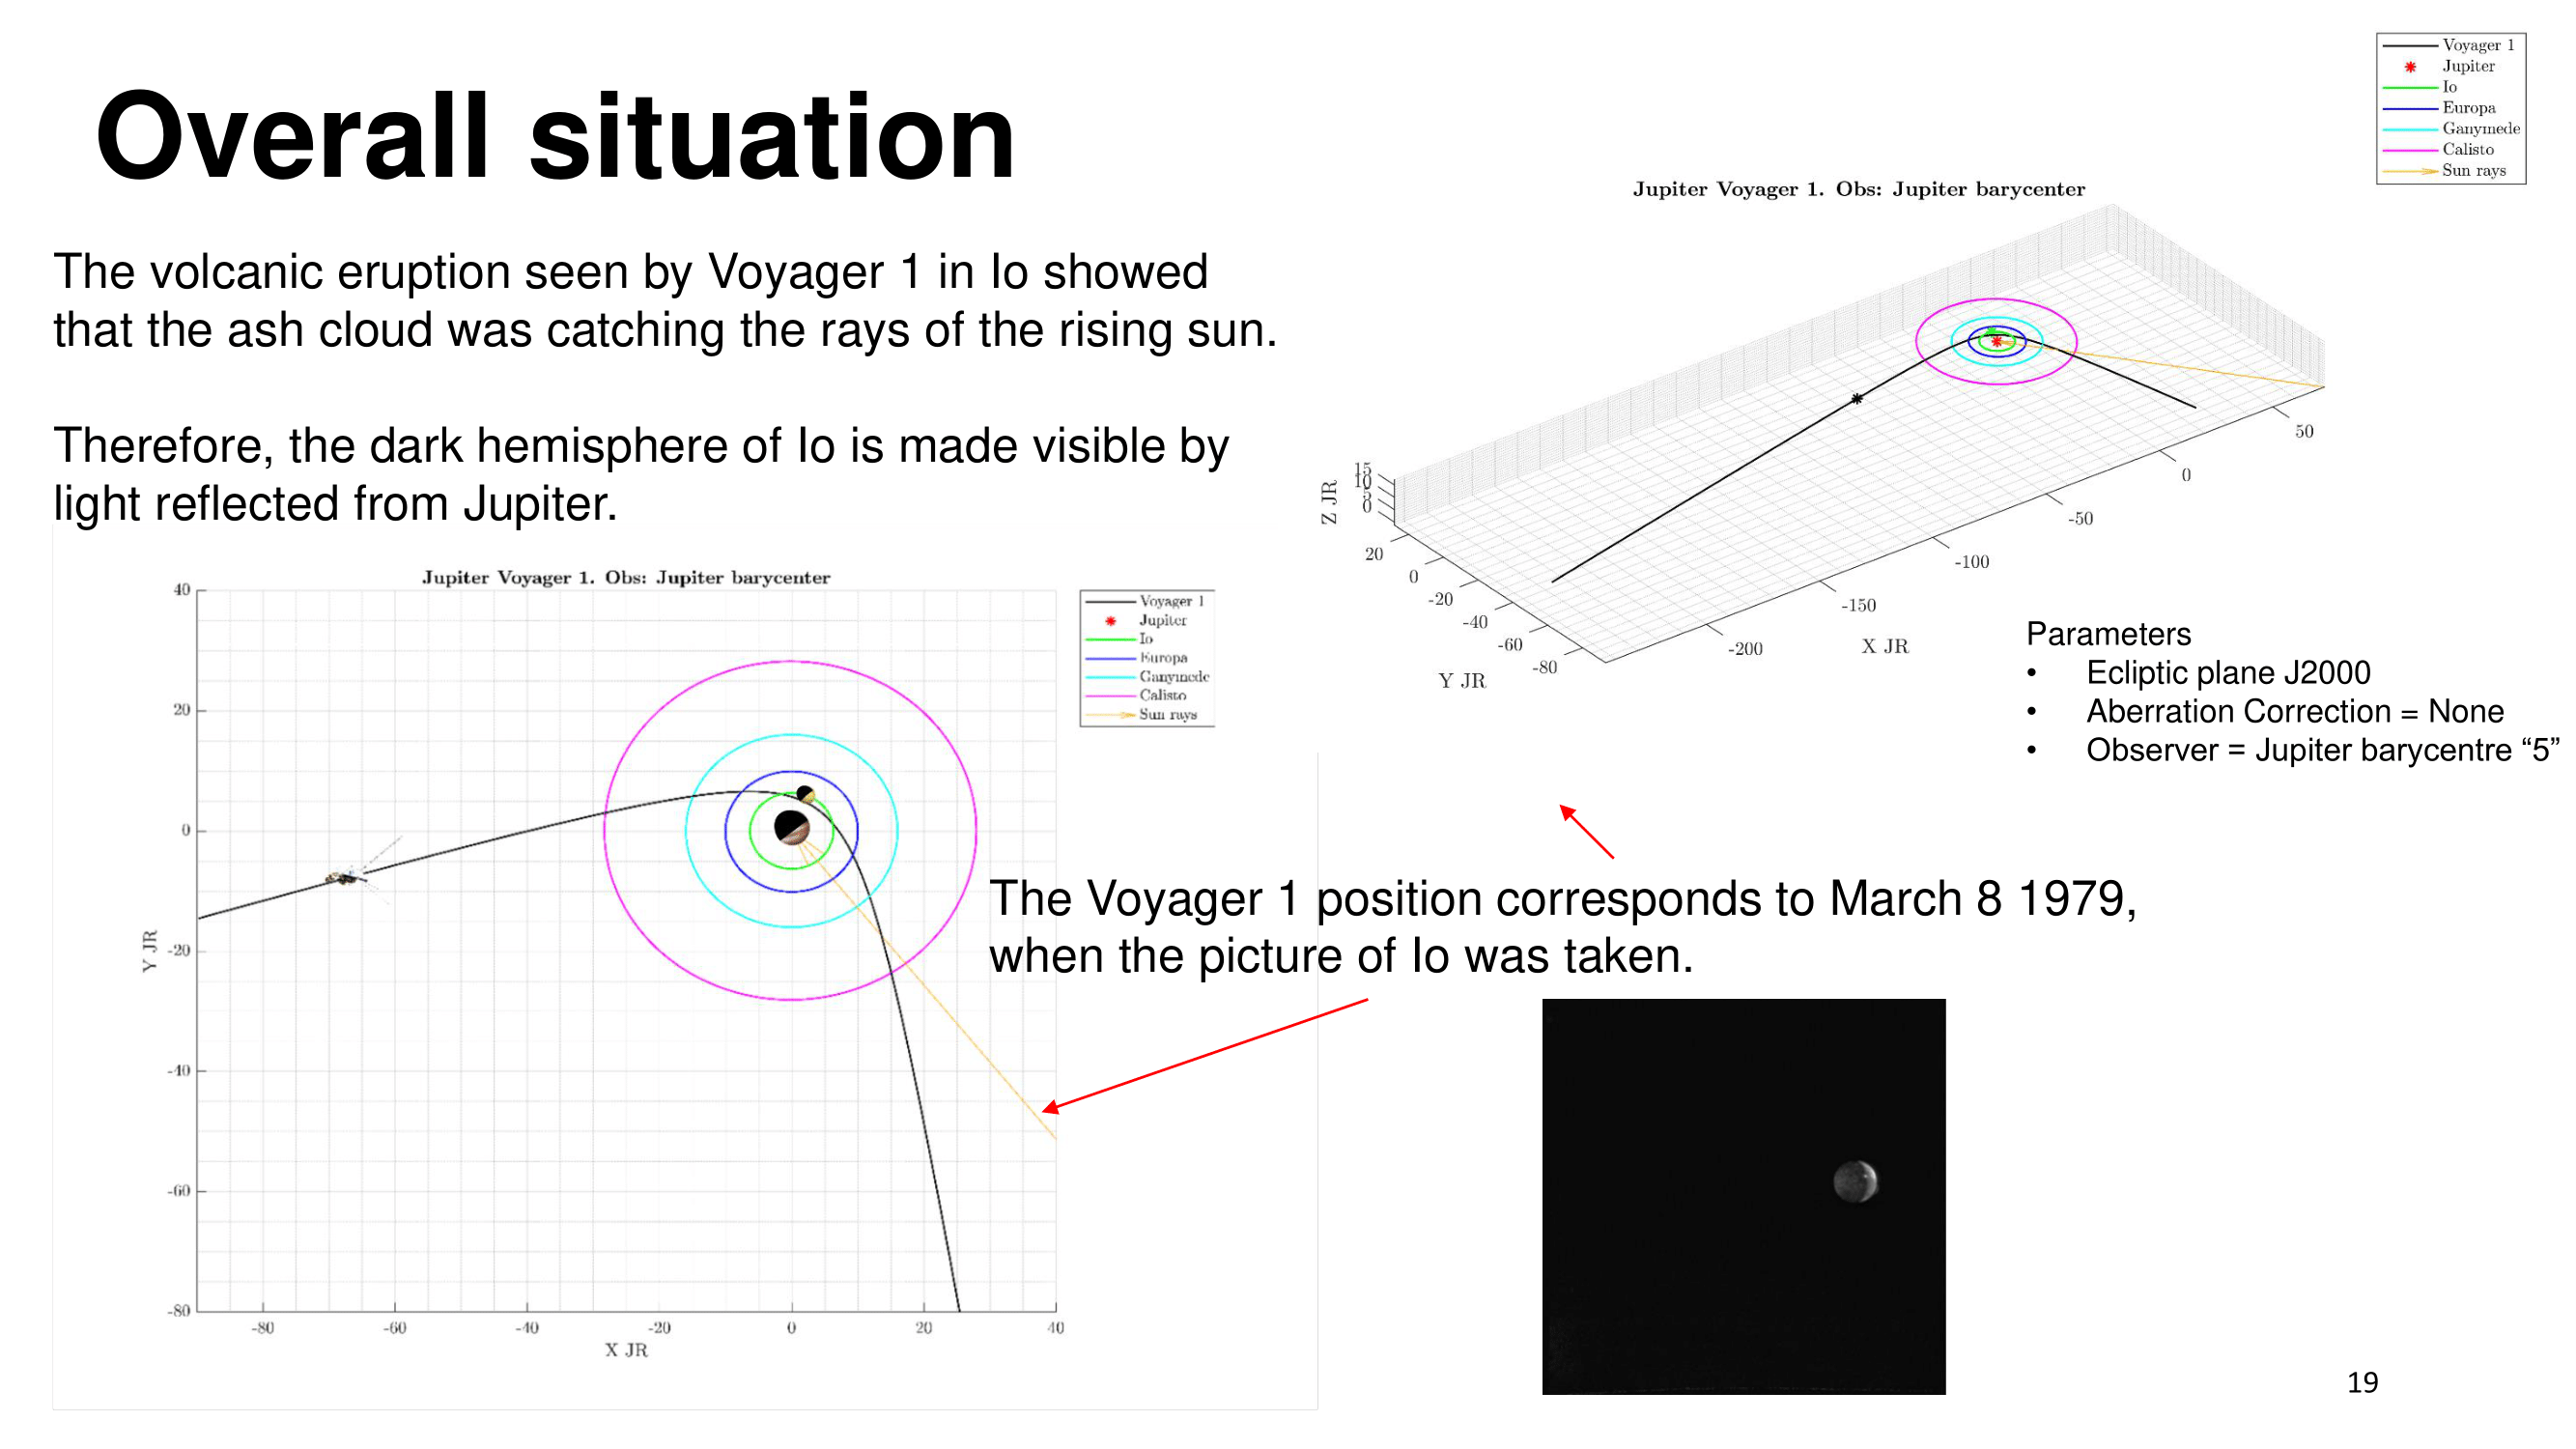 Overall situation
The volcanic eruption seen by Voyager 1 in Io showed
that the ash cloud was catching the rays of the rising sun.
Therefore, the dark hemisphere of Io is made visible by
light reflected from Jupiter.
Voyager 1
Jupiter
Io
Europa
Ganymede
Calisto
Sun rays
Jupiter Voyager 1. Obs: Jupiter barycenter
15
10
5
0
Z JR
20
0
-20
-40
-60
-80
Y JR
-200
-150
-100
-50
0
50
X JR
Parameters
• Ecliptic plane J2000
• Aberration Correction = None
• Observer = Jupiter barycentre “5”
Jupiter Voyager 1. Obs: Jupiter barycenter
40
20
0
-20
-40
-60
-80
Y JR
-80
-60
-40
-20
0
20
40
X JR
Voyager 1
Jupiter
Io
Europa
Ganymede
Calisto
Sun rays
The Voyager 1 position corresponds to March 8 1979,
when the picture of Io was taken.
19